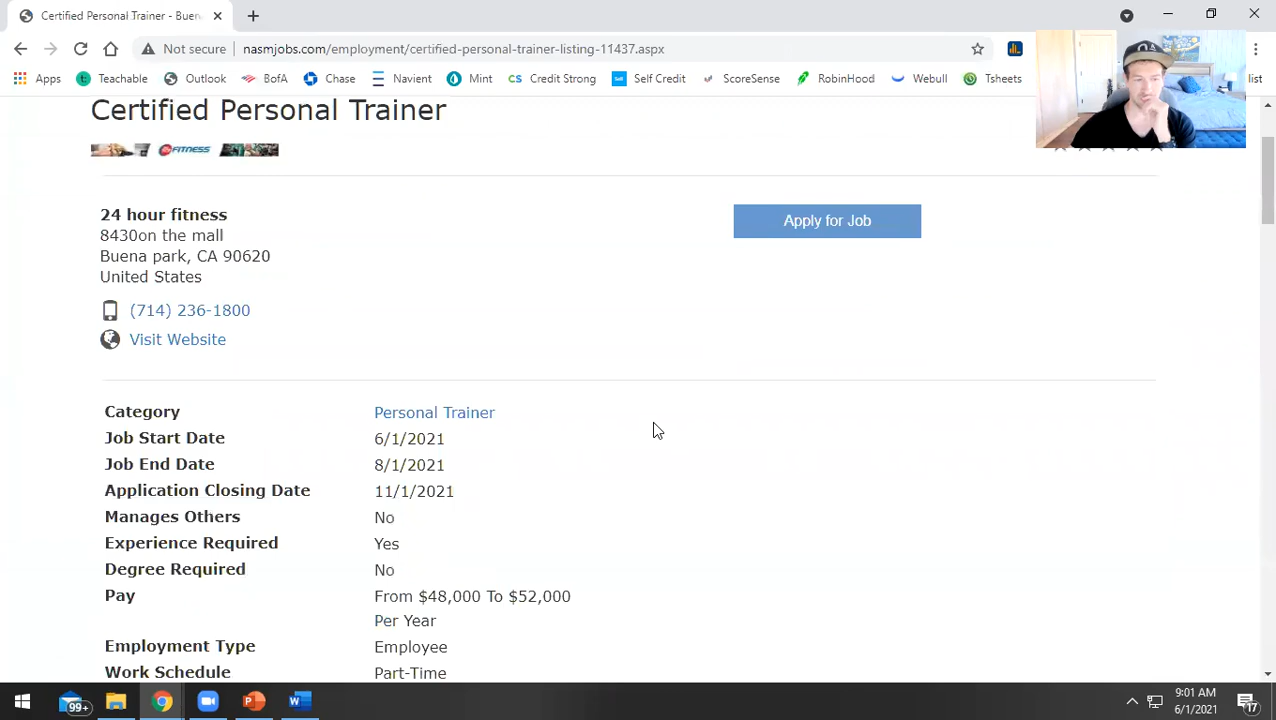 Certified Personal Trainer - Buen
Not secure
nasmjobs.com/employment/certified-personal-trainer-listing-11437.aspx
Apps
Teachable
Outlook
BofA
Chase
Navient
Mint
CS Credit Strong
Self Credit
ScoreSense
RobinHood
Webull
Tsheets
list
Certified Personal Trainer
FITNESS
24 hour fitness
8430on the mall
Buena park, CA 90620
United States
(714) 236-1800
Visit Website
Apply for Job
Category Personal Trainer
Job Start Date 6/1/2021
Job End Date 8/1/2021
Application Closing Date 11/1/2021
Manages Others No
Experience Required Yes
Degree Required No
Pay From $48,000 To $52,000
Per Year
Employment Type Employee
Work Schedule Part-Time
99+
9:01 AM
6/1/2021
17